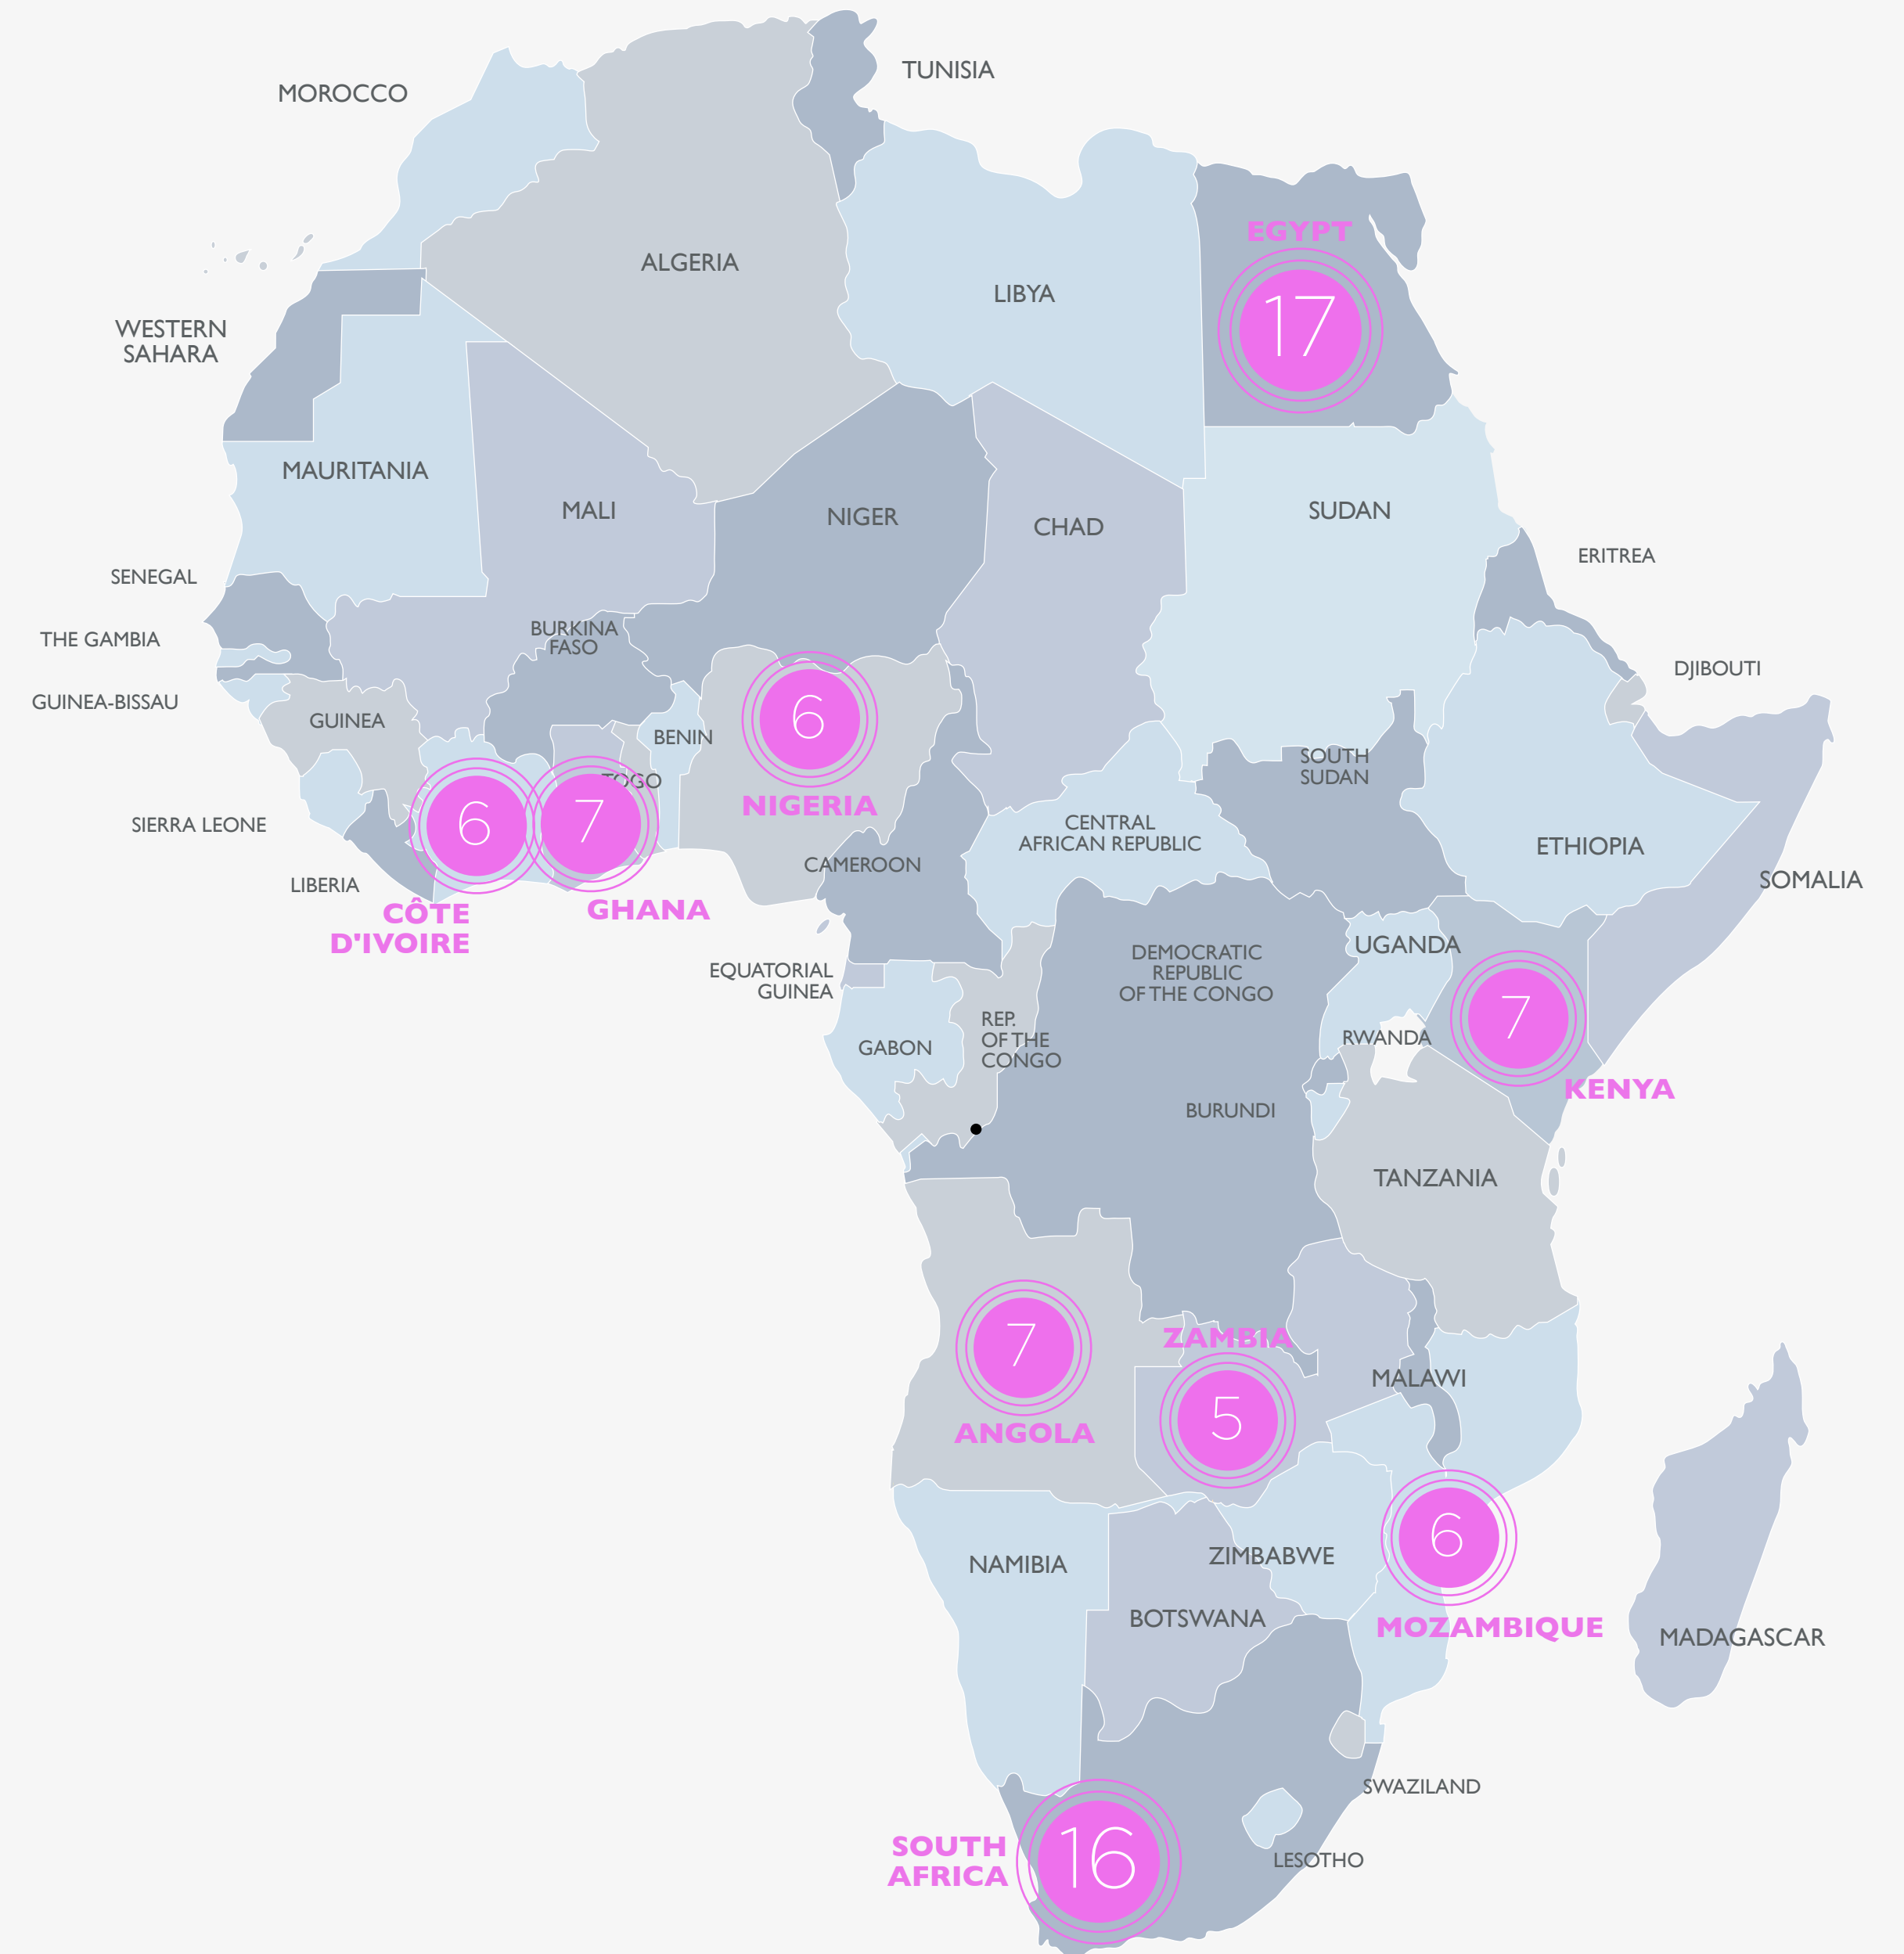 TUNISIA
MOROCCO
EGYPT
ALGERIA
LIBYA
17
WESTERN
SAHARA
MAURITANIA
MALI
NIGER
CHAD
SUDAN
ERITREA
SENEGAL
BURKINA
FASO
THE GAMBIA
DJIBOUTI
GUINEA-BISSAU
GUINEA
BENIN
6
SOUTH
SUDAN
TOGO
NIGERIA
SIERRA LEONE
6
7
CENTRAL
AFRICAN REPUBLIC
ETHIOPIA
CAMEROON
LIBERIA
SOMALIA
CÔTE
D'IVOIRE
GHANA
UGANDA
DEMOCRATIC
REPUBLIC
OF THE CONGO
EQUATORIAL
GUINEA
REP.
OF THE
CONGO
7
RWANDA
GABON
KENYA
BURUNDI
TANZANIA
ZAMBIA
7
MALAWI
5
ANGOLA
6
ZIMBABWE
NAMIBIA
BOTSWANA
MOZAMBIQUE
MADAGASCAR
SWAZILAND
SOUTH
AFRICA
16
LESOTHO